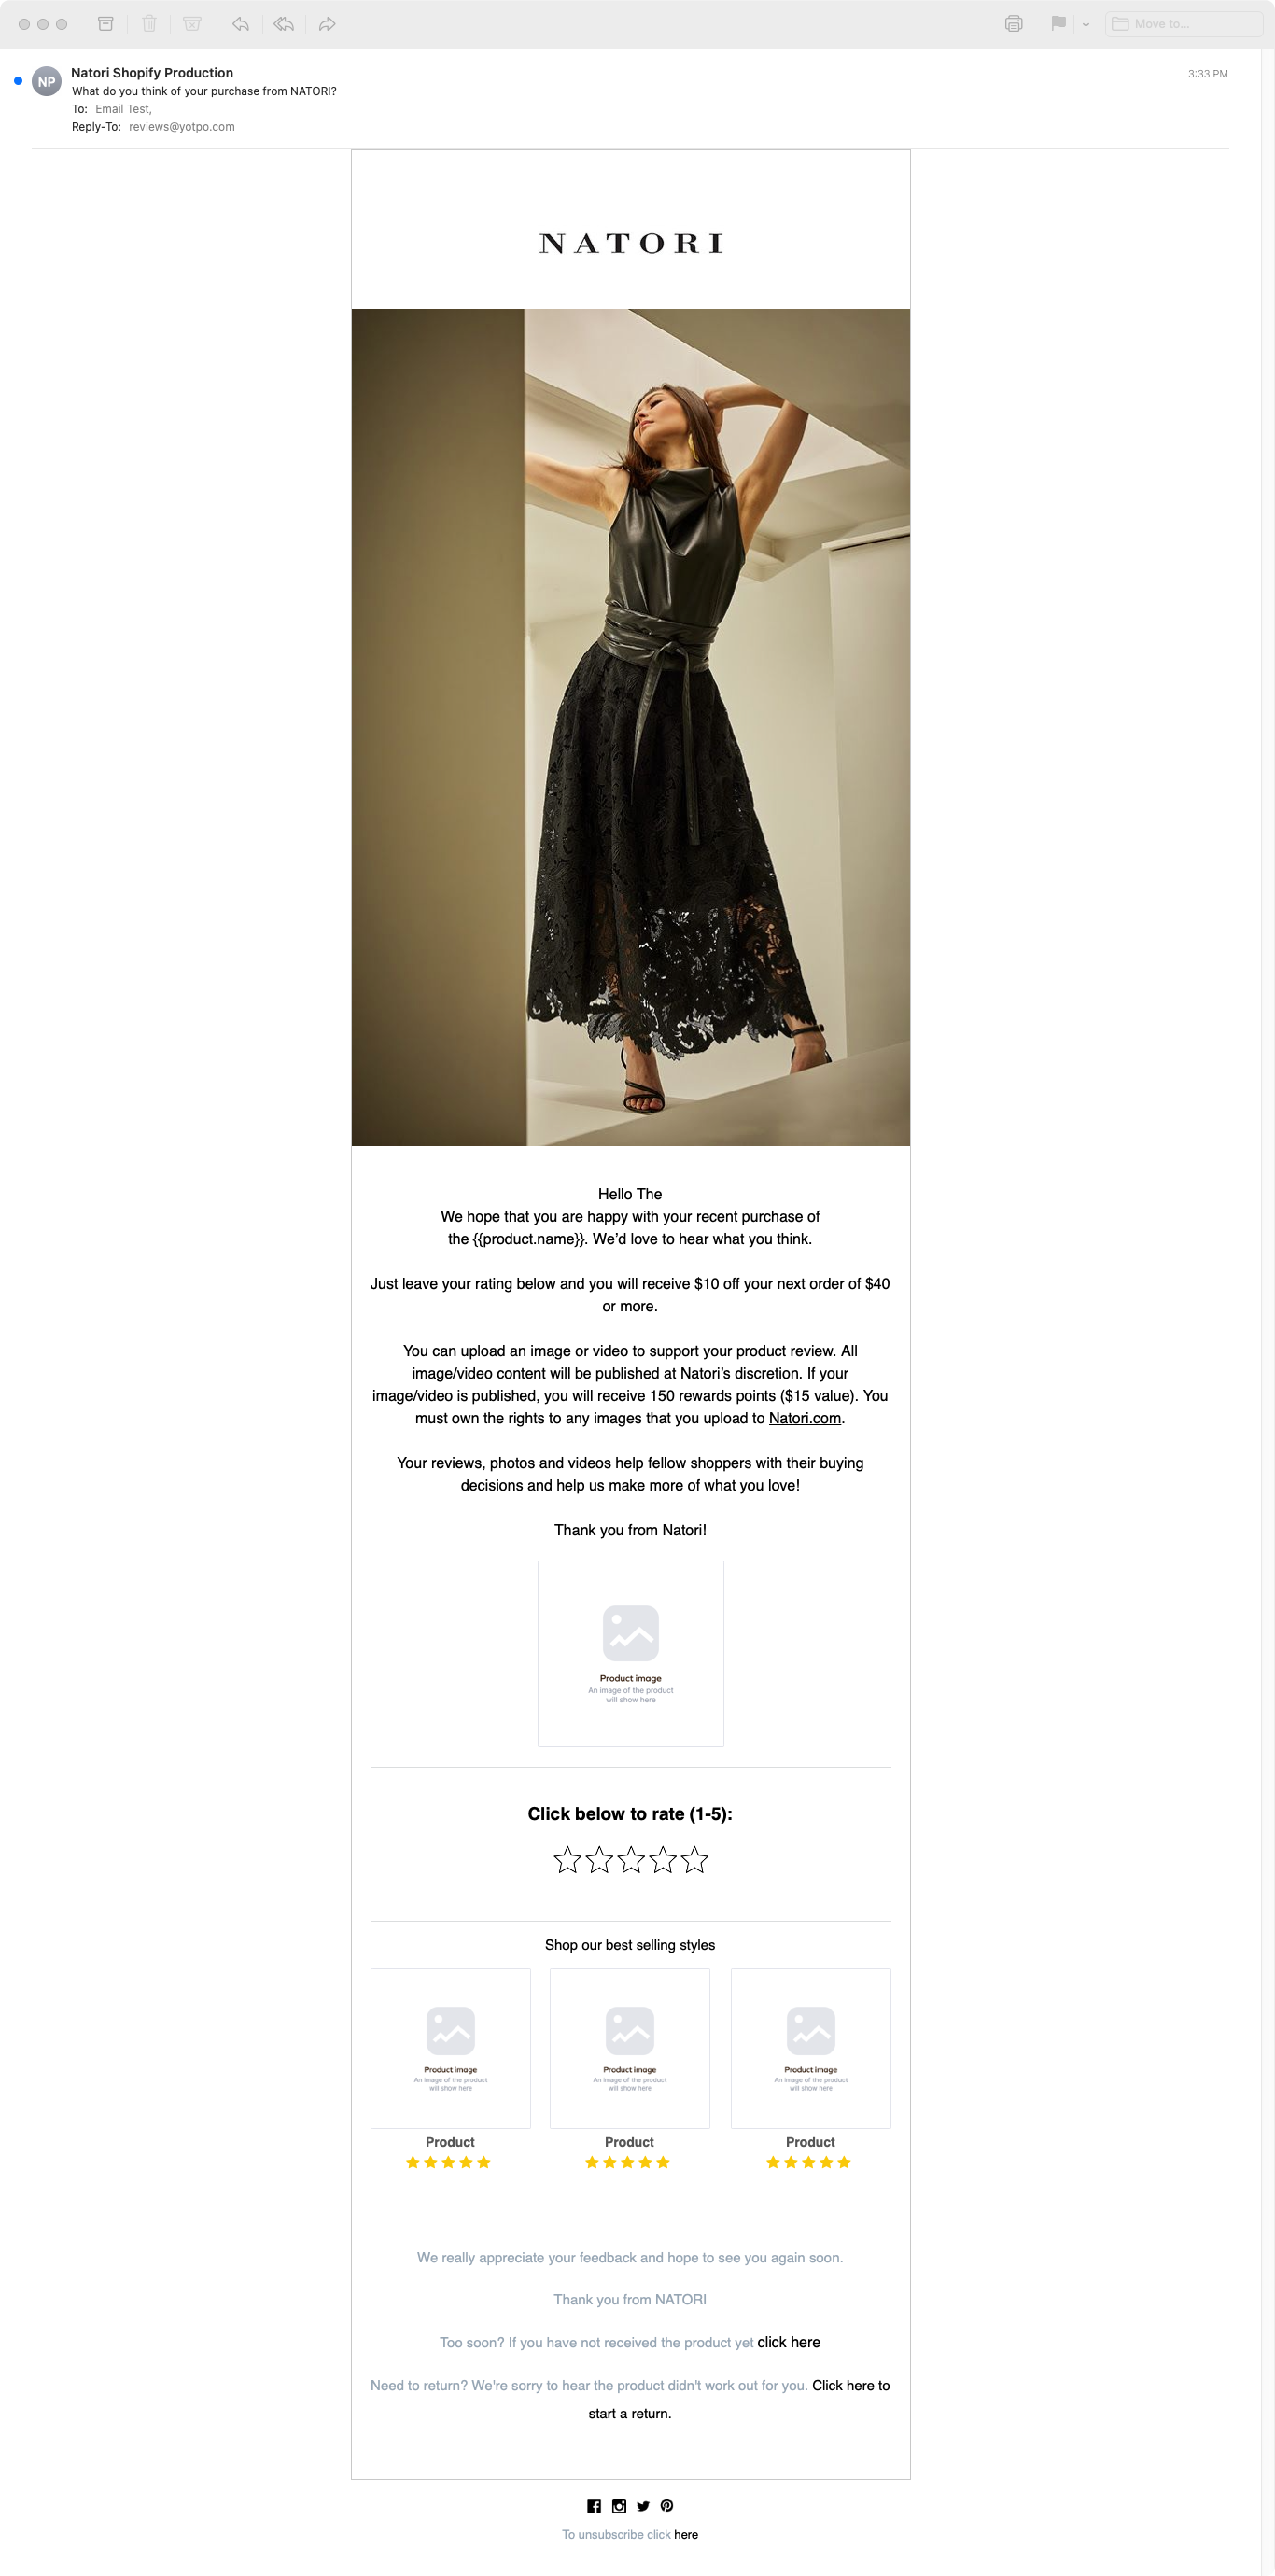 Move to...
NP
Natori Shopify Production
3:33 PM
What do you think of your purchase from NATORI?
To: Email Test,
Reply-To: reviews@yotpo.com
NATORI
Hello The
We hope that you are happy with your recent purchase of
the {{product.name}}. We’d love to hear what you think.
Just leave your rating below and you will receive $10 off your next order of $40
or more.
You can upload an image or video to support your product review. All
image/video content will be published at Natori’s discretion. If your
image/video is published, you will receive 150 rewards points ($15 value). You
must own the rights to any images that you upload to Natori.com.
Your reviews, photos and videos help fellow shoppers with their buying
decisions and help us make more of what you love!
Thank you from Natori!
Product image
An image of the product
will show here
Click below to rate (1-5):
Shop our best selling styles
Product image
An image of the product
will show here
Product
Product image
An image of the product
will show here
Product
Product image
An image of the product
will show here
Product
We really appreciate your feedback and hope to see you again soon.
Thank you from NATORI
Too soon? If you have not received the product yet click here
Need to return? We're sorry to hear the product didn't work out for you. Click here to
start a return.
To unsubscribe click here